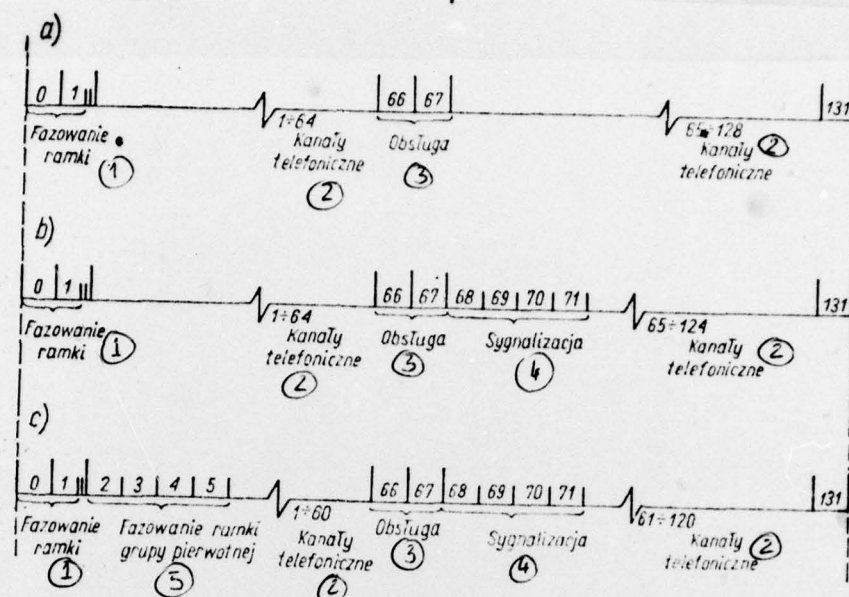 a)
0 1 66 67 131
1÷64 65÷128
Fazowanie ramki Kanały telefoniczne Obsługa Kanały telefoniczne
1 2 3 2
b)
0 1 66 67 68 69 70 71 131
1÷64 65÷124
Fazowanie ramki Kanały telefoniczne Obsługa Sygnalizacja Kanały telefoniczne
1 2 3 4 2
c)
0 1 2 3 4 5 66 67 68 69 70 71 131
1÷60 61÷120
Fazowanie ramki Fazowanie ramki grupy pierwotnej Kanały telefoniczne Obsługa Sygnalizacja Kanały telefoniczne
1 5 2 3 4 2